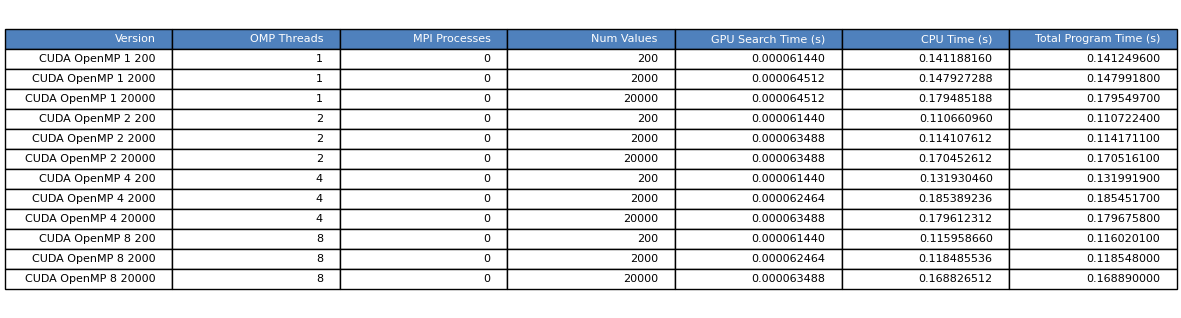 Version OMP Threads MPI Processes Num Values GPU Search Time (s) CPU Time (s) Total Program Time (s)
CUDA OpenMP 1 200 1 0 200 0.000061440 0.141188160 0.141249600
CUDA OpenMP 1 2000 1 0 2000 0.000064512 0.147927288 0.147991800
CUDA OpenMP 1 20000 1 0 20000 0.000064512 0.179485188 0.179549700
CUDA OpenMP 2 200 2 0 200 0.000061440 0.110660960 0.110722400
CUDA OpenMP 2 2000 2 0 2000 0.000063488 0.114107612 0.114171100
CUDA OpenMP 2 20000 2 0 20000 0.000063488 0.170452612 0.170516100
CUDA OpenMP 4 200 4 0 200 0.000061440 0.131930460 0.131991900
CUDA OpenMP 4 2000 4 0 2000 0.000062464 0.185389236 0.185451700
CUDA OpenMP 4 20000 4 0 20000 0.000063488 0.179612312 0.179675800
CUDA OpenMP 8 200 8 0 200 0.000061440 0.115958660 0.116020100
CUDA OpenMP 8 2000 8 0 2000 0.000062464 0.118485536 0.118548000
CUDA OpenMP 8 20000 8 0 20000 0.000063488 0.168826512 0.168890000